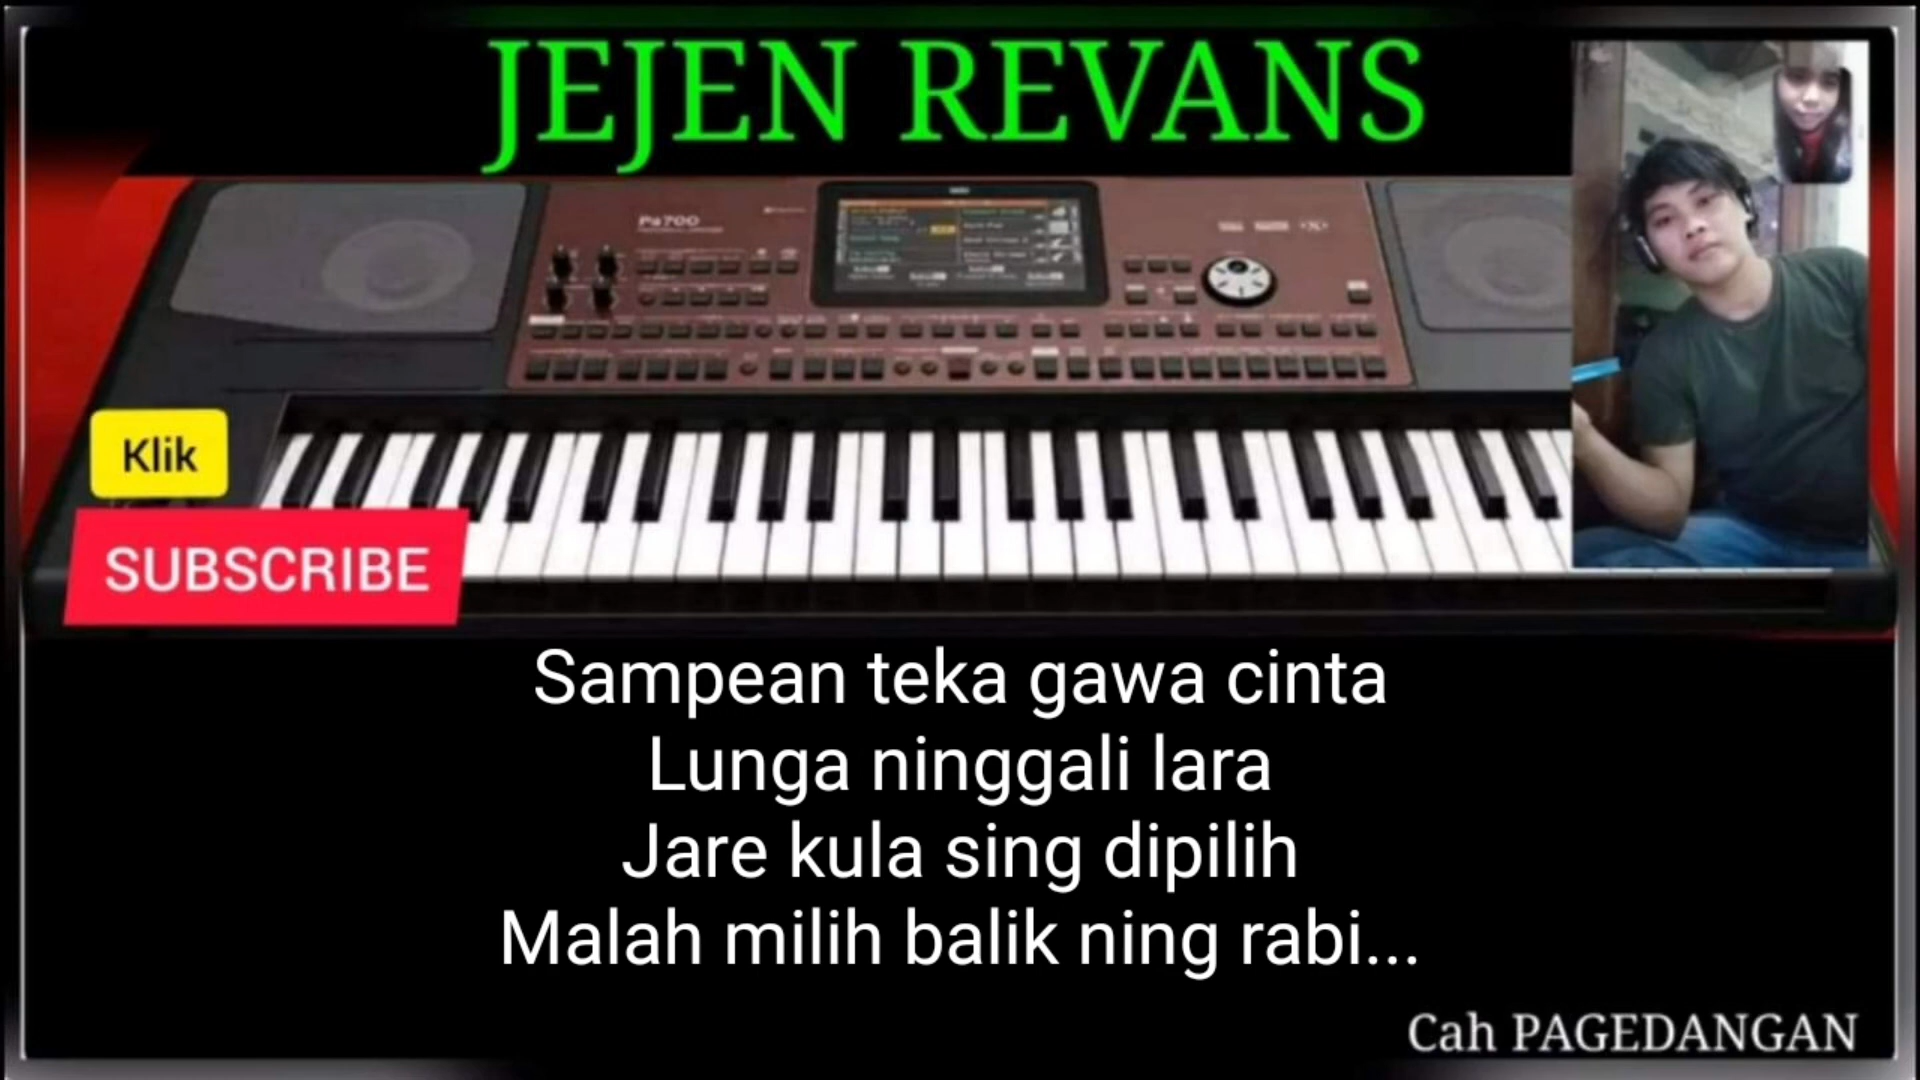 JEJEN REVANS
Pa700
Klik
SUBSCRIBE
Sampean teka gawa cinta
Lunga ninggali lara
Jare kula sing dipilih
Malah milih balik ning rabi...
Cah PAGEDANGAN